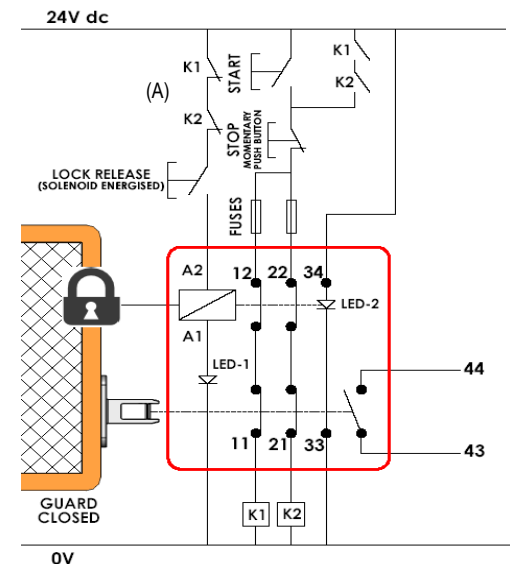 24V dc
K1
START
K1
K2
(A)
K2
STOP
MOMENTARY
PUSH BUTTON
LOCK RELEASE
(SOLENOID ENERGISED)
FUSES
A2
12
22
34
LED-2
A1
LED-1
44
11
21
33
43
GUARD
CLOSED
K1
K2
0V